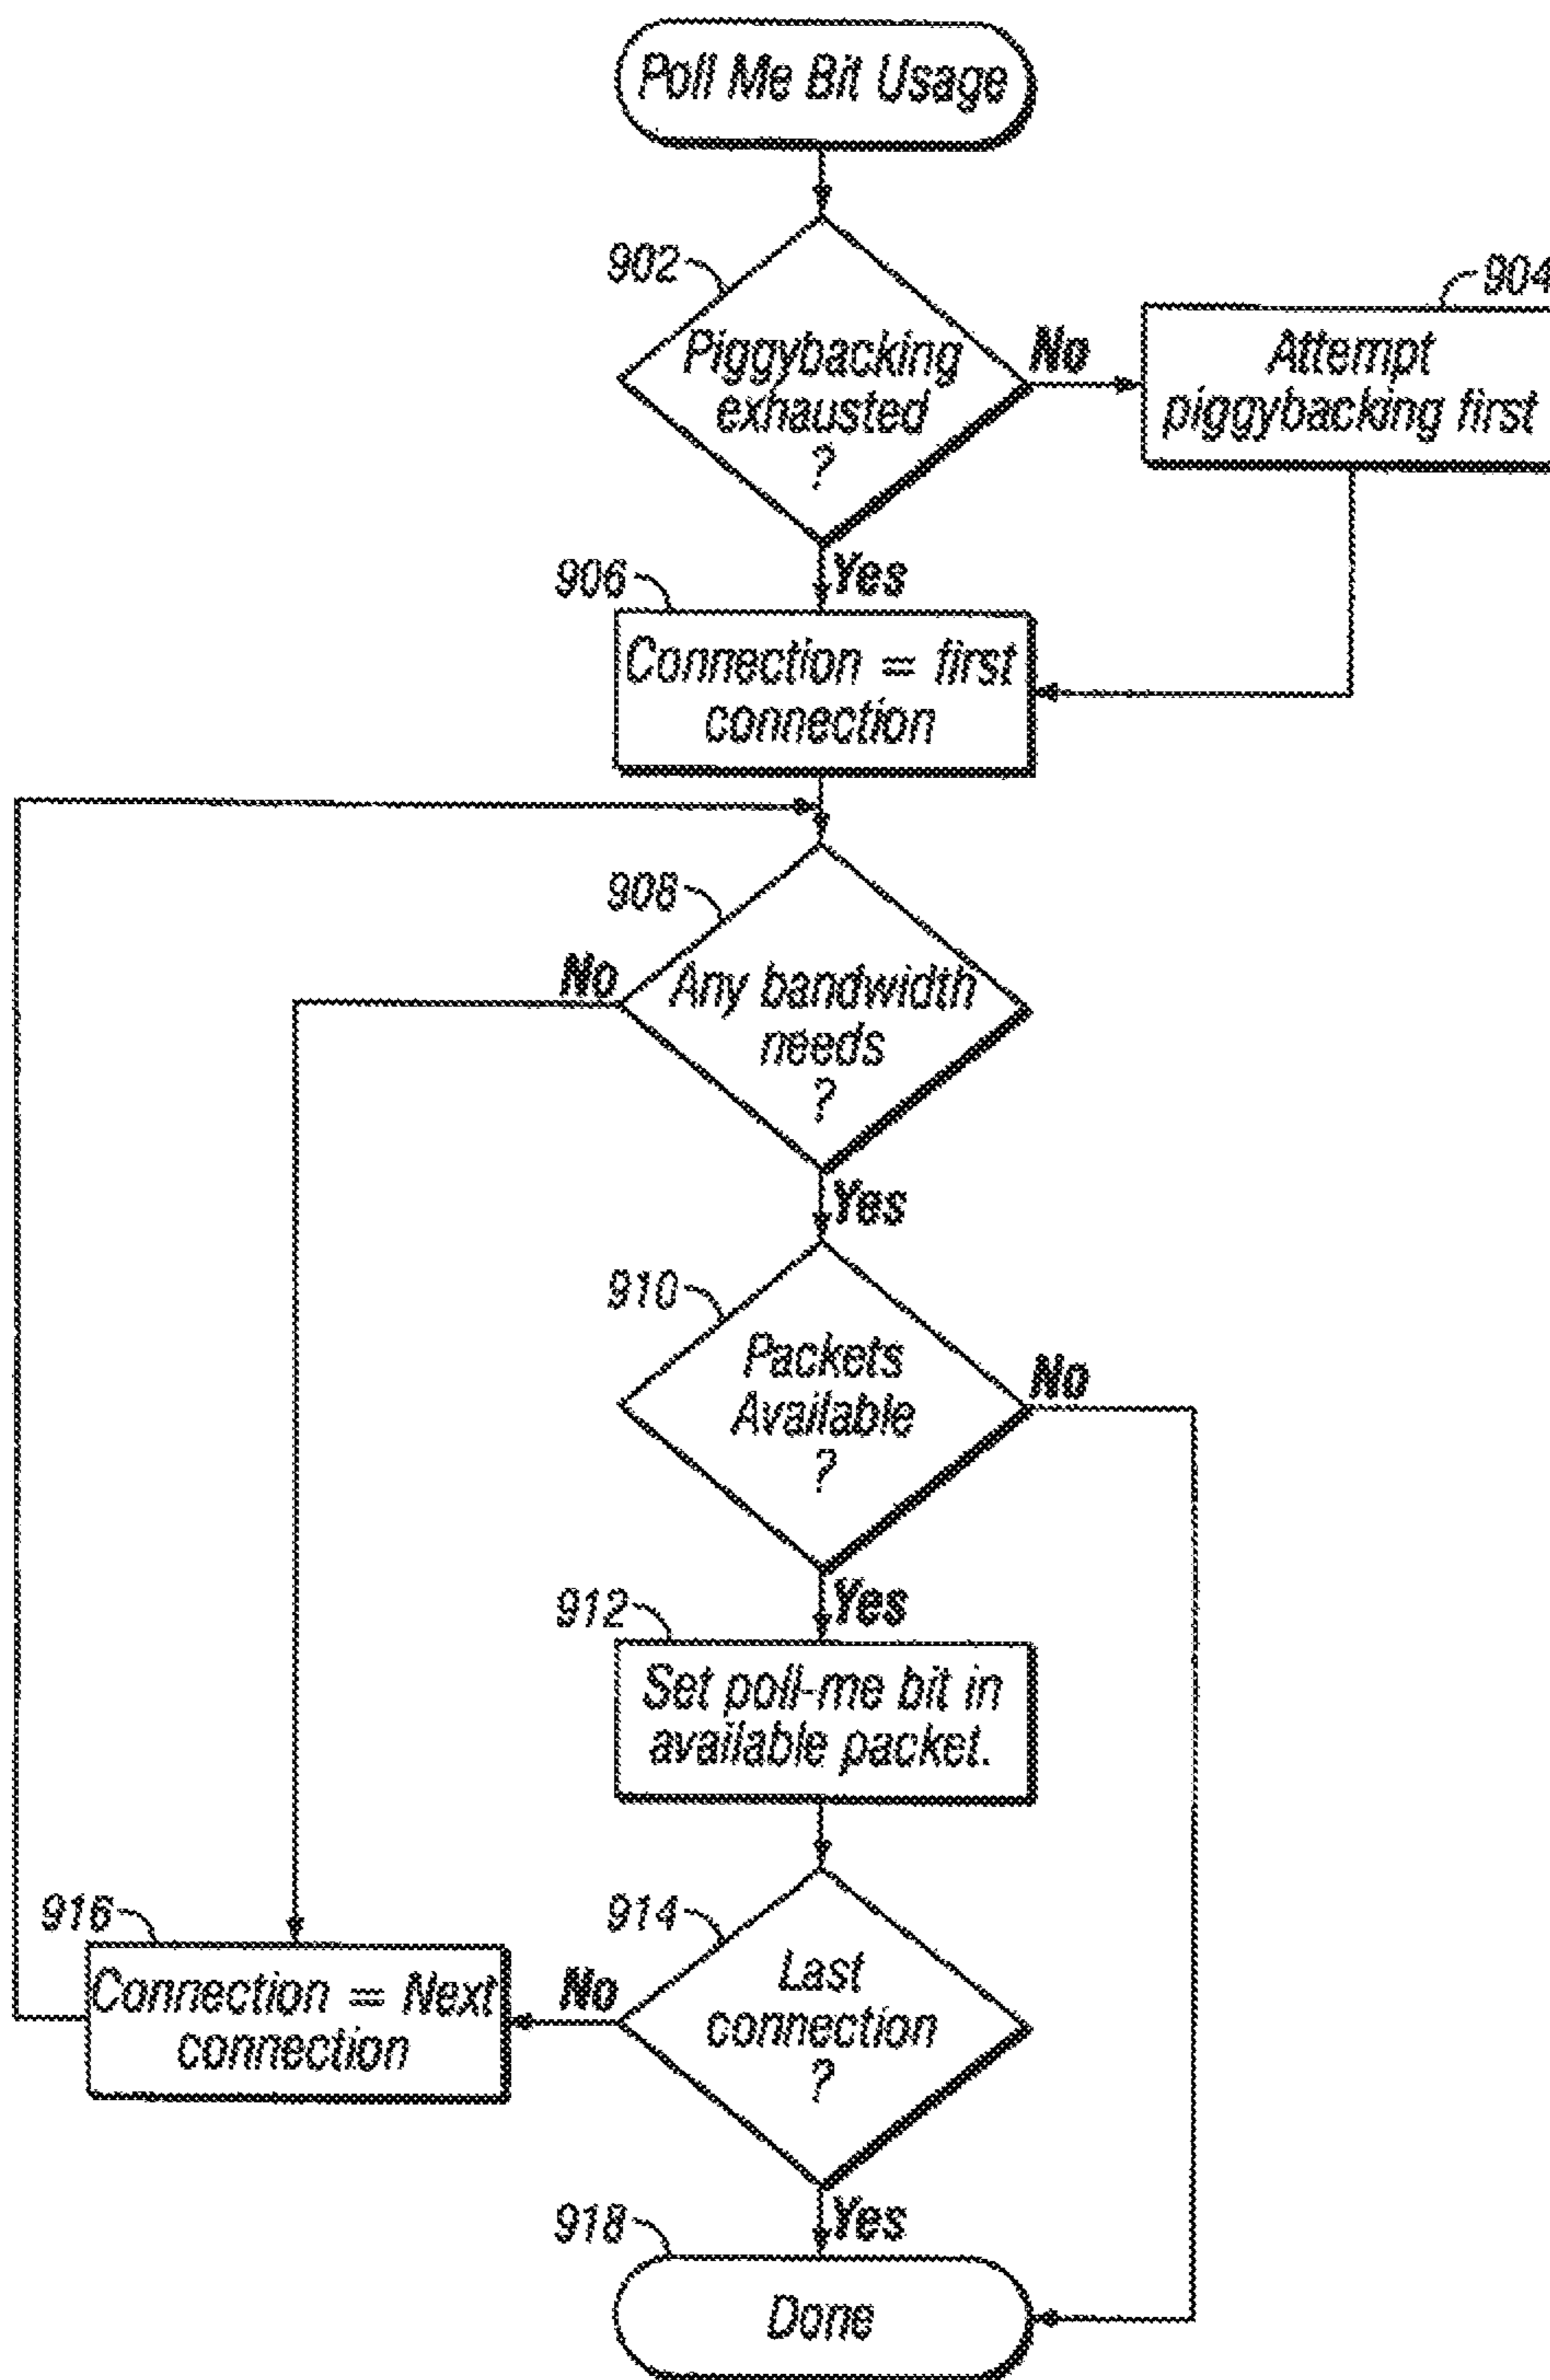 Poll Me Bit Usage
902
Piggybacking
exhausted
?
No
904
Attempt
piggybacking first
Yes
906
Connection = first
connection
908
No
Any bandwidth
needs
?
Yes
910
Packets
Available
?
No
Yes
912
Set poll-me bit in
available packet.
914
Last
connection
?
No
916
Connection = Next
connection
Yes
918
Done